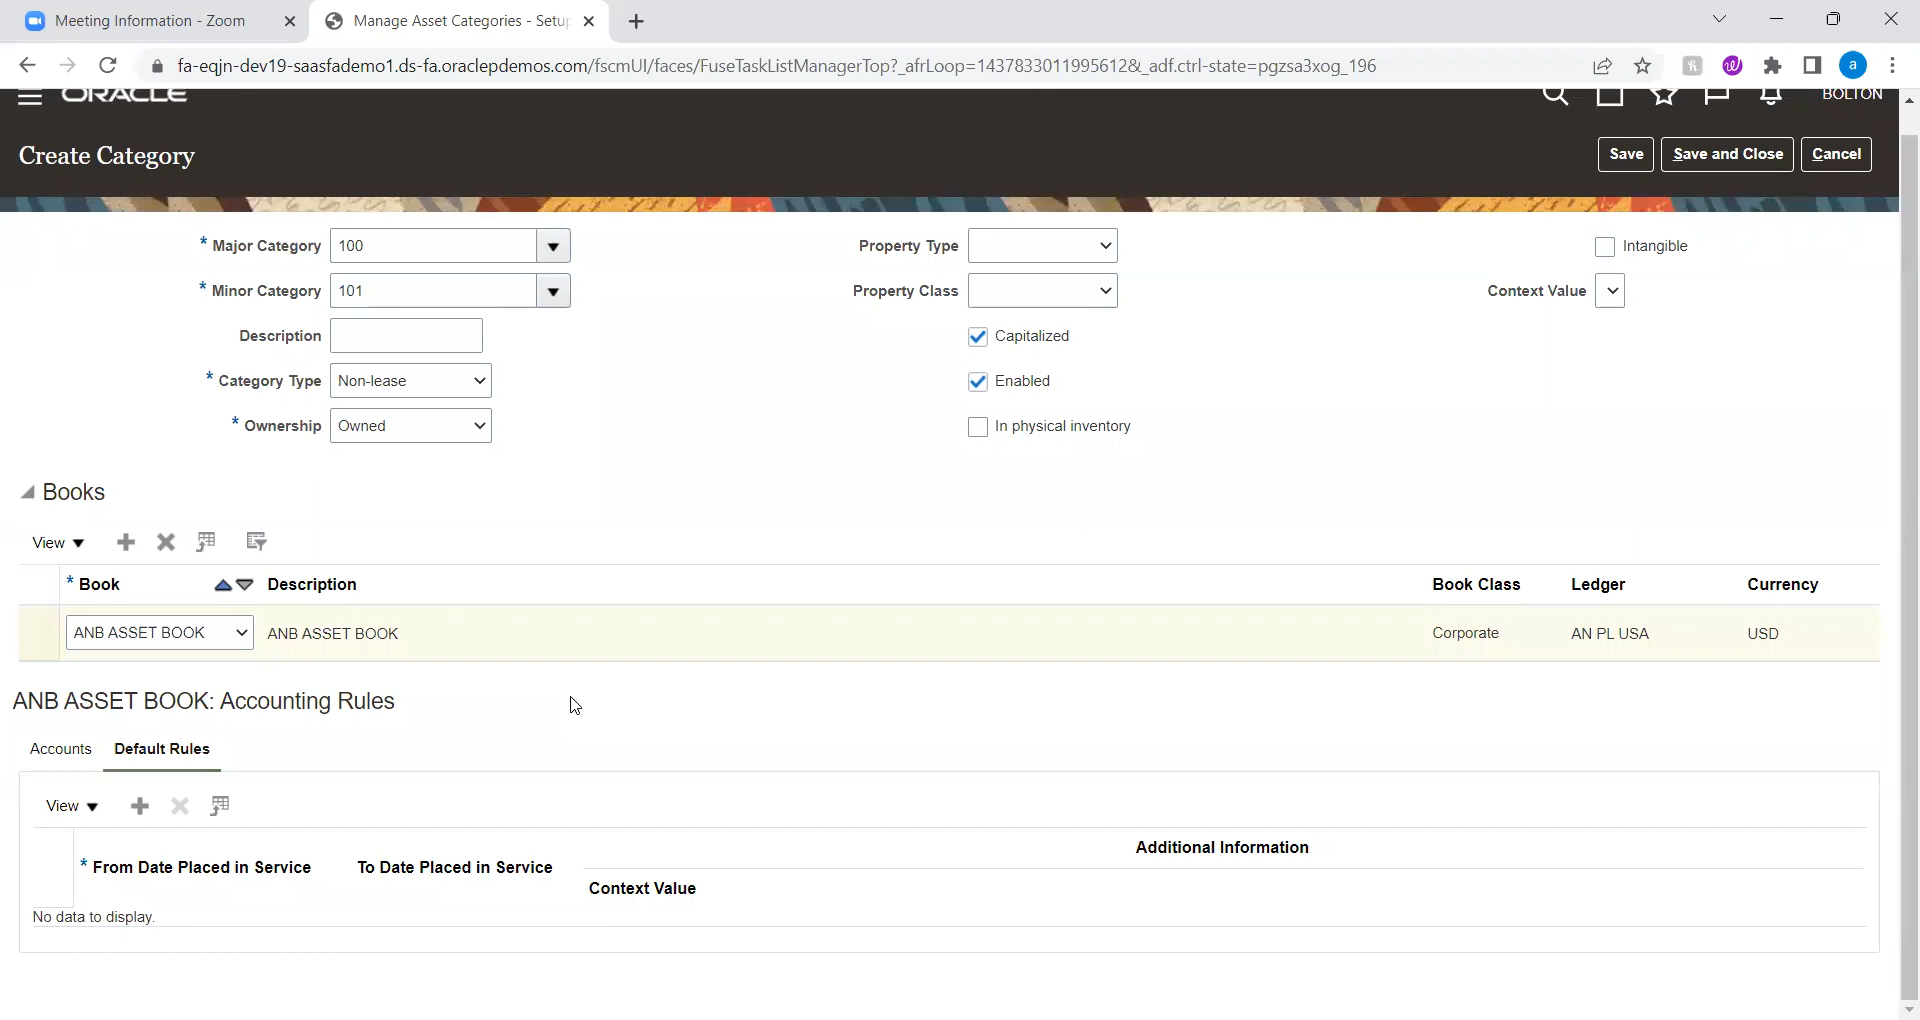 Meeting Information - Zoom
Manage Asset Categories - Setup
fa-eqjn-dev19-saasfademo1.ds-fa.oraclepdemos.com/fscmUI/faces/FuseTaskListManagerTop?_afrLoop=14378330119956128&_adf.ctrl-state=pgzsa3xog_196
a
ORACLE
BOLTON
Create Category
Save
Save and Close
Cancel
* Major Category 100
Property Type
Intangible
* Minor Category 101
Property Class
Context Value
Description
Capitalized
* Category Type Non-lease
Enabled
* Ownership Owned
In physical inventory
Books
View
* Book Description Book Class Ledger Currency
ANB ASSET BOOK ANB ASSET BOOK Corporate AN PL USA USD
ANB ASSET BOOK: Accounting Rules
Accounts Default Rules
View
Additional Information
* From Date Placed in Service To Date Placed in Service
Context Value
No data to display.